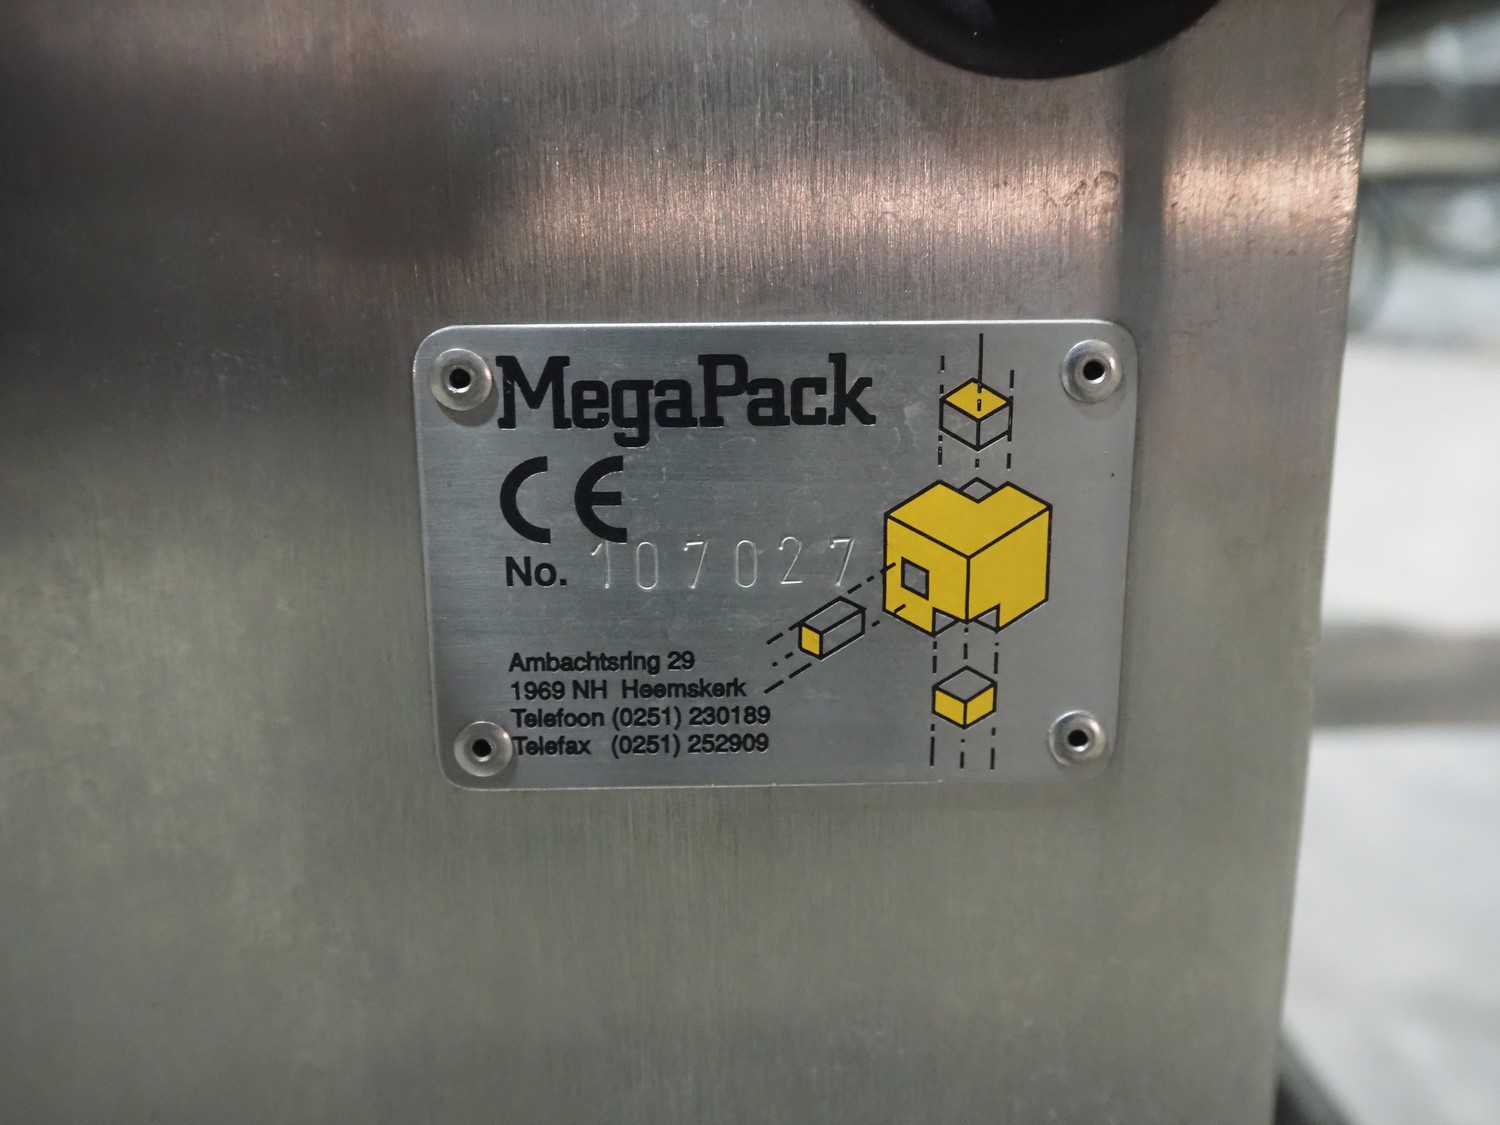 MegaPack
CE
No. 107027
Ambachtsring 29
1969 NH Heemskerk
Telefoon (0251) 230189
Telefax (0251) 252909